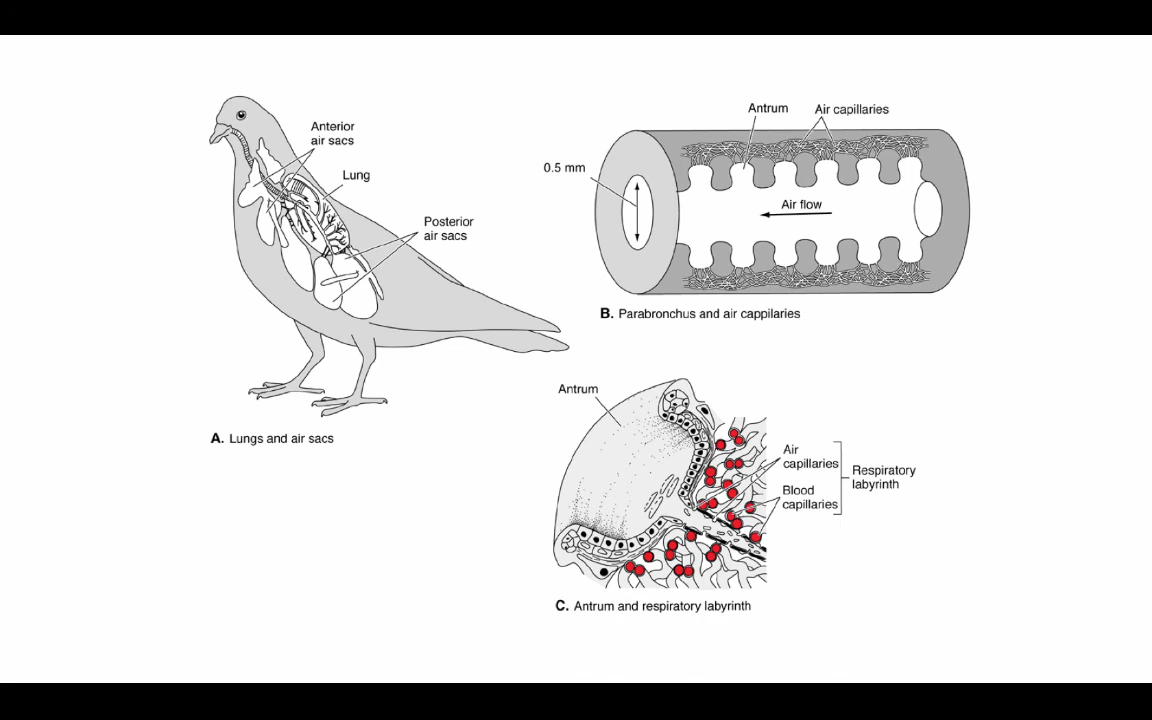 Anterior
air sacs
Lung
Posterior
air sacs
A. Lungs and air sacs
Antrum
Air capillaries
0.5 mm
Air flow
B. Parabronchus and air cappilaries
Antrum
Air
capillaries
Blood
capillaries
Respiratory
labyrinth
C. Antrum and respiratory labyrinth